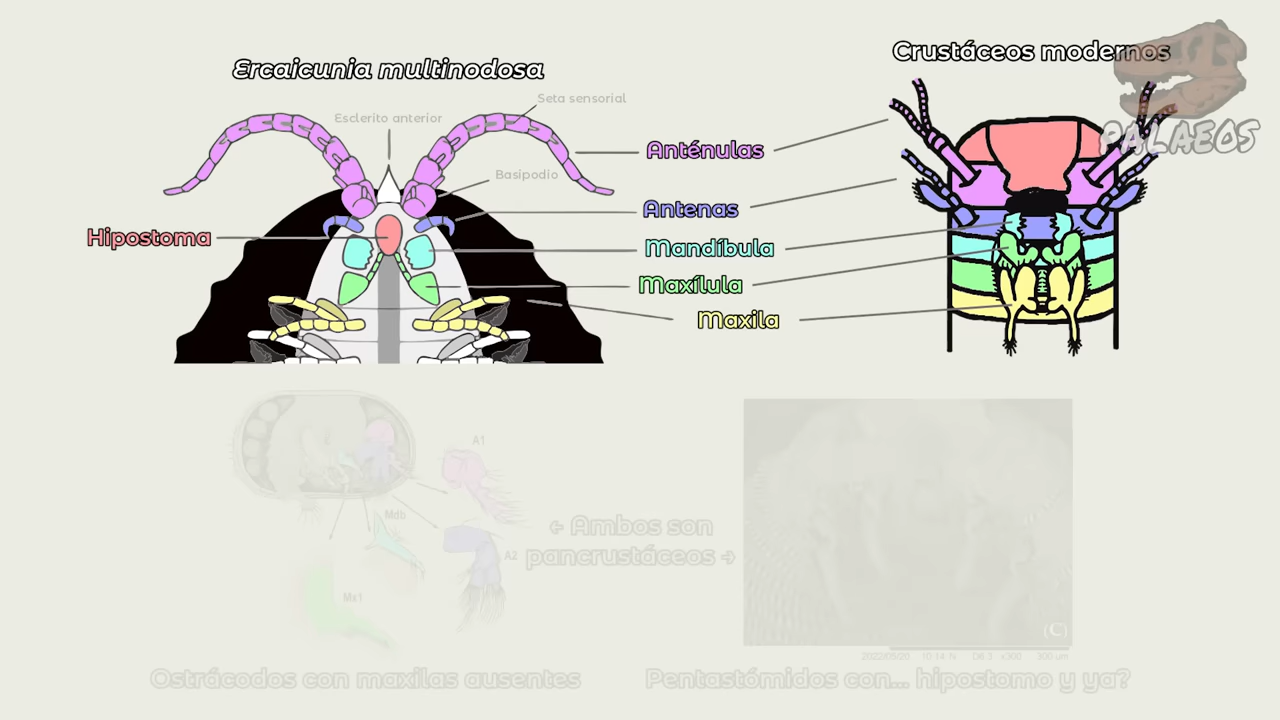 Ercaicunia multinodosa
Crustáceos modernos
PALAEOS
Seta sensorial
Esclerito anterior
Basipodio
Anténulas
Antenas
Hipostoma
Mandíbula
Maxílula
Maxila
A1
Mdb
A2
Mx1
← Ambos son
pancrustáceos →
(C)
Ostrácodos con maxilas ausentes
Pentastómidos con... hipostomo y ya?